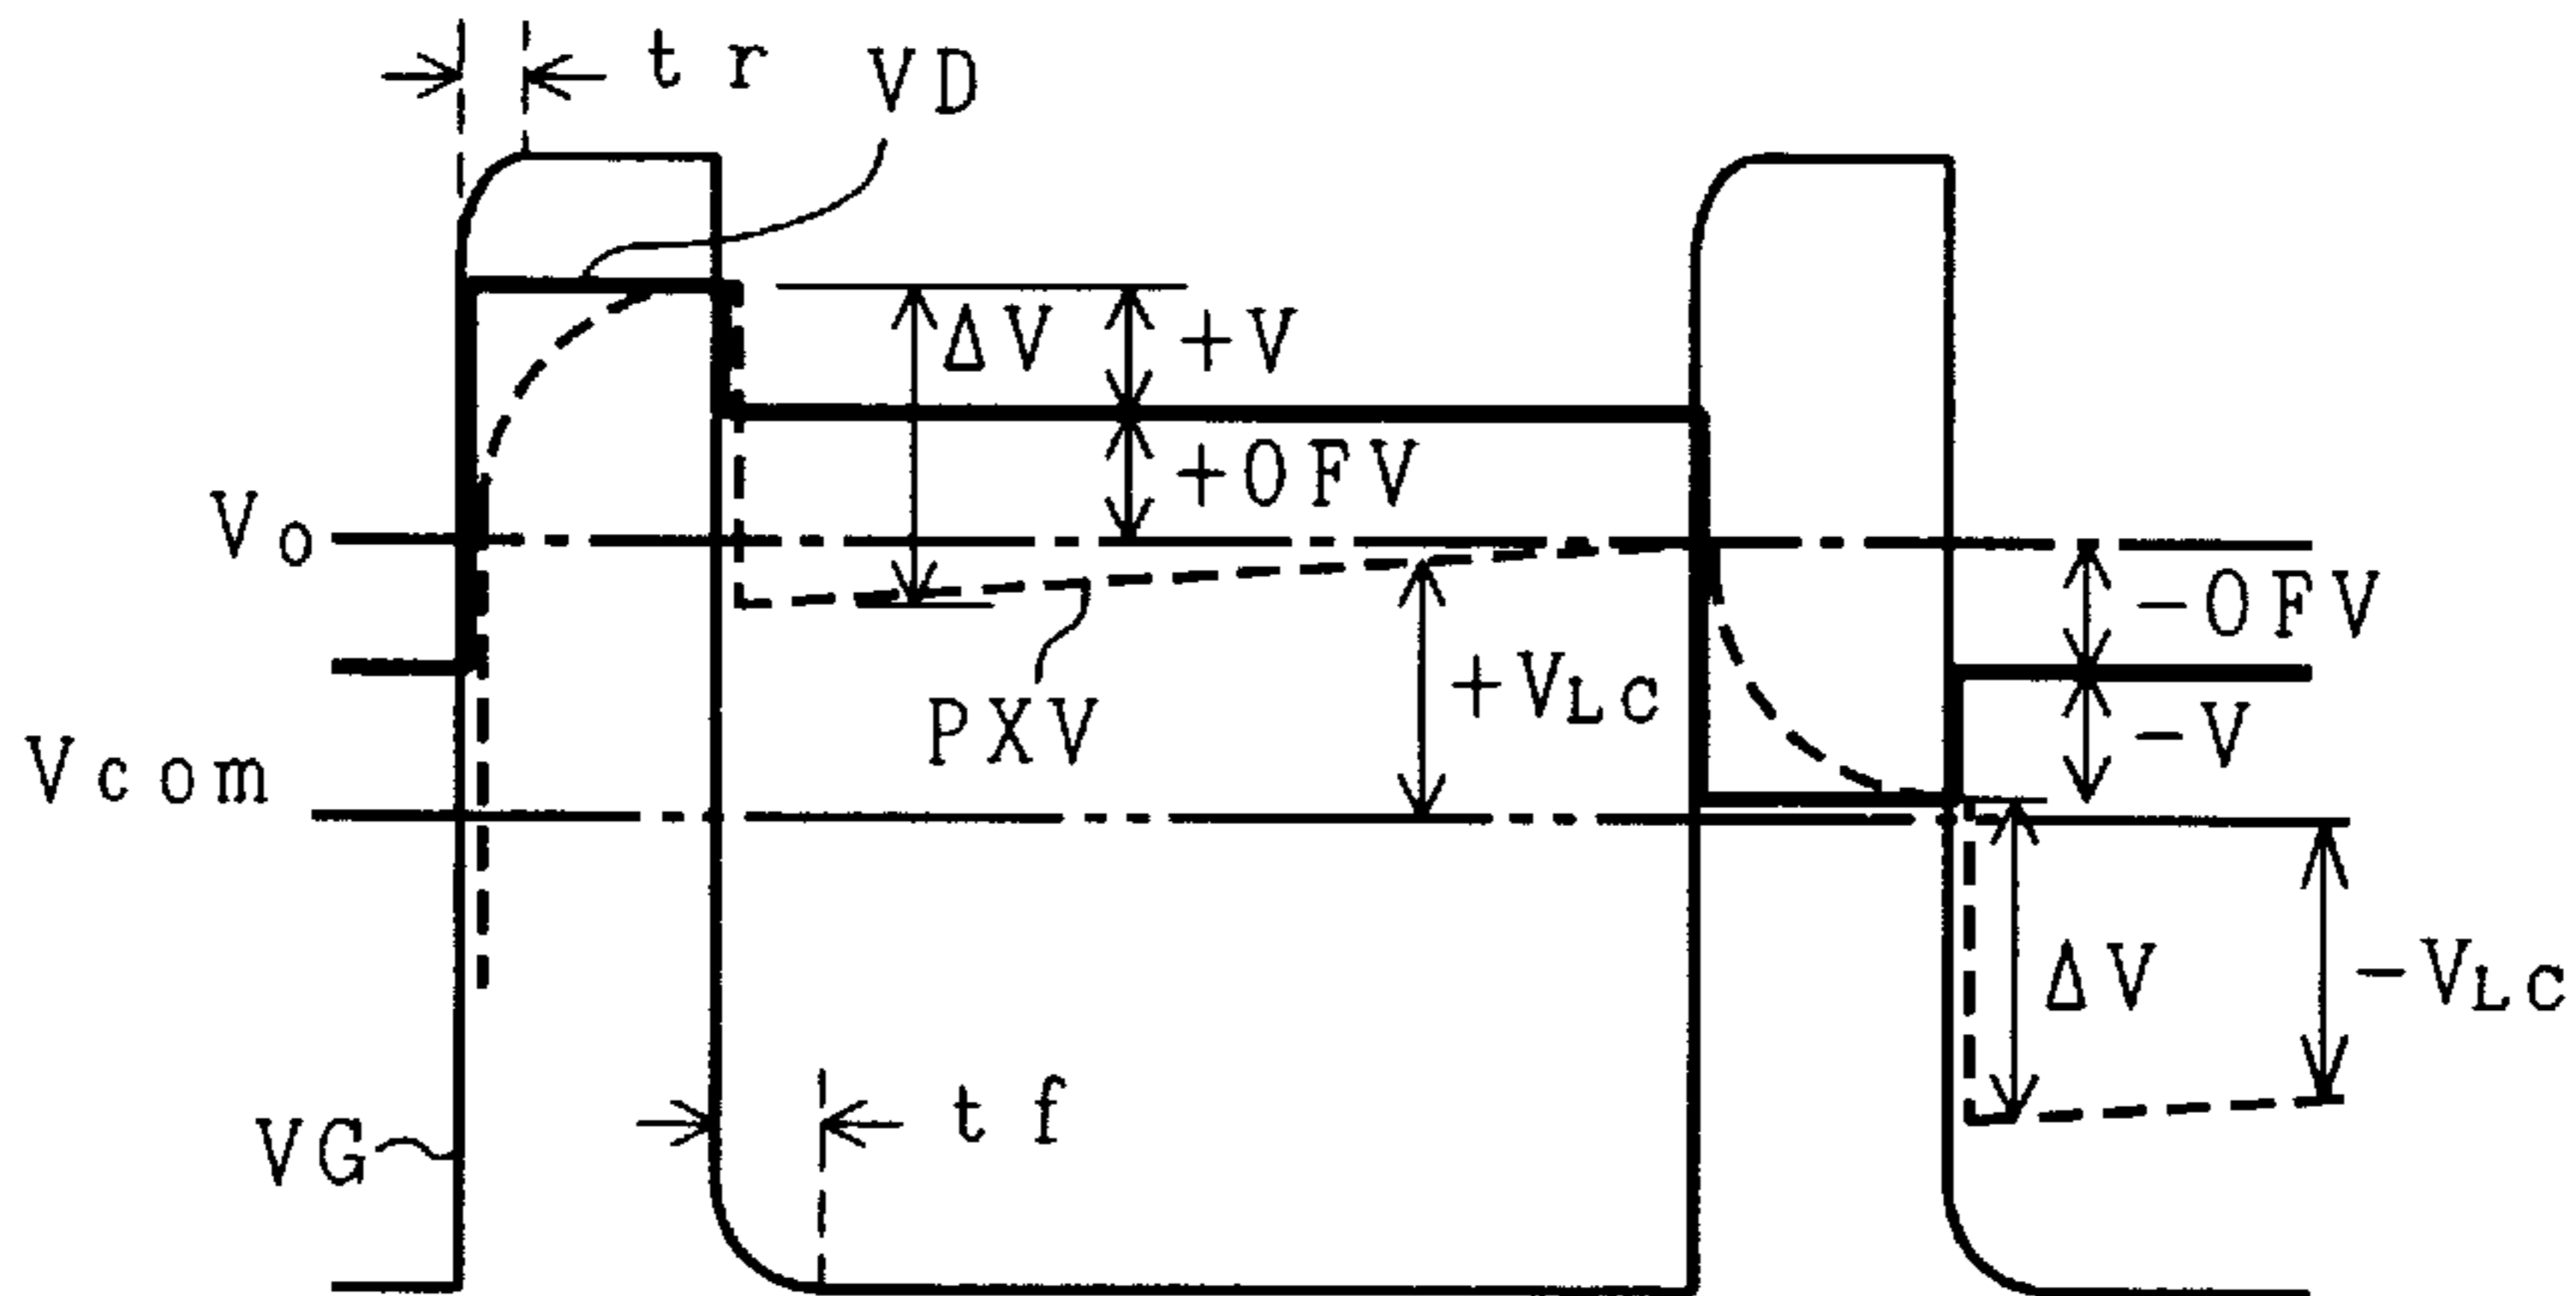 tr
VD
ΔV
+V
+OFV
Vo
-OFV
PXV
+VLC
-V
Vcom
ΔV
-VLC
VG
tf